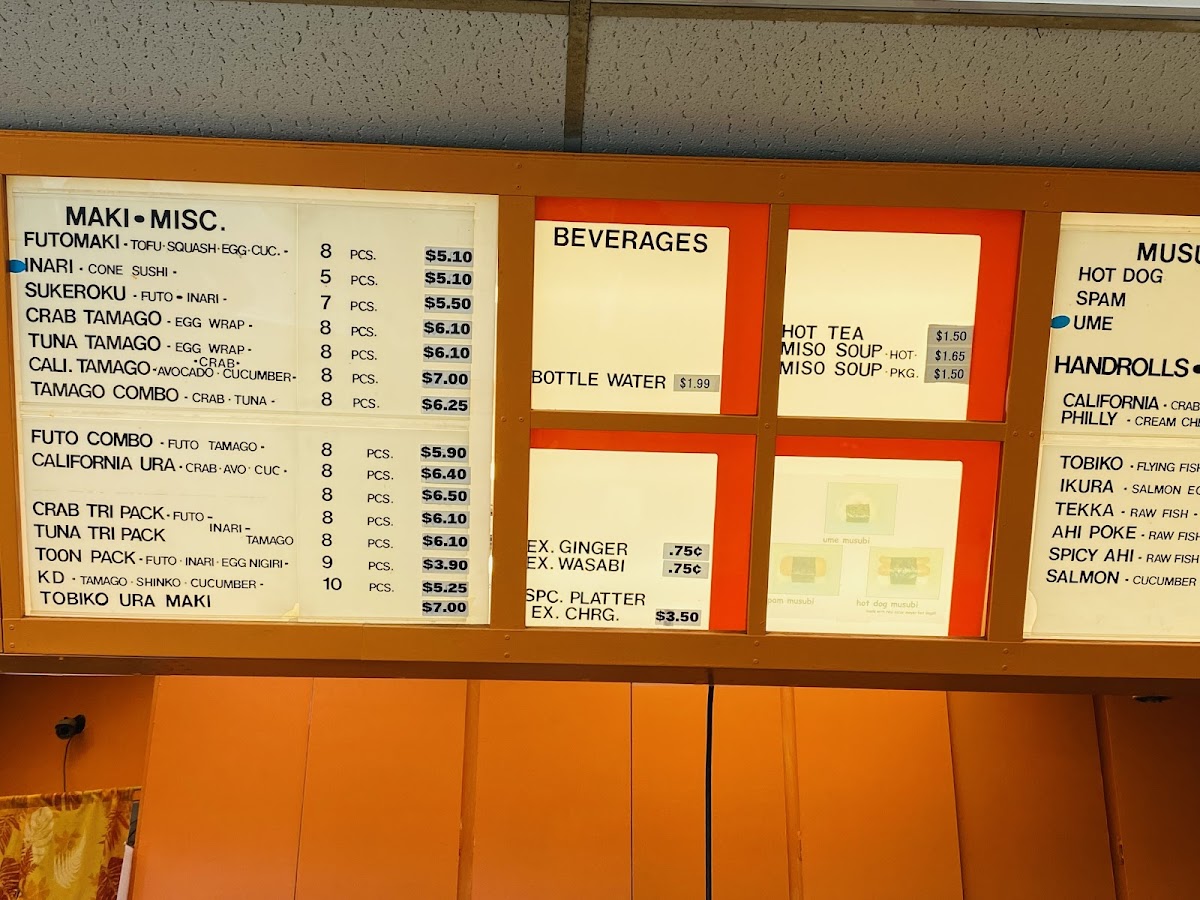 MAKI • MISC.
FUTOMAKI - TOFU · SQUASH · EGG · CUC. - 8 PCS. $5.10
INARI - CONE SUSHI - 5 PCS. $5.10
SUKEROKU - FUTO • INARI - 7 PCS. $5.50
CRAB TAMAGO - EGG WRAP - 8 PCS. $6.10
TUNA TAMAGO - EGG WRAP - 8 PCS. $6.10
• CRAB •
CALI. TAMAGO - AVOCADO · CUCUMBER - 8 PCS. $7.00
TAMAGO COMBO - CRAB · TUNA - 8 PCS. $6.25
FUTO COMBO - FUTO TAMAGO - 8 PCS. $5.90
CALIFORNIA URA - CRAB · AVO · CUC - 8 PCS. $6.40
8 PCS. $6.50
CRAB TRI PACK - FUTO - 8 PCS. $6.10
INARI -
TUNA TRI PACK TAMAGO 8 PCS. $6.10
TOON PACK - FUTO · INARI · EGG NIGIRI - 9 PCS. $3.90
KD - TAMAGO · SHINKO · CUCUMBER - 10 PCS. $5.25
TOBIKO URA MAKI $7.00
BEVERAGES
BOTTLE WATER $1.99
HOT TEA $1.50
MISO SOUP · HOT · $1.65
MISO SOUP · PKG. $1.50
EX. GINGER .75¢
EX. WASABI .75¢
SPC. PLATTER
EX. CHRG. $3.50
ume musubi
musubi
hot dog musubi
HOT DOG
SPAM
UME
HANDROLLS •
CALIFORNIA - CRAB
PHILLY - CREAM
TOBIKO - FLYING
IKURA - SALMON
TEKKA - RAW FISH -
AHI POKE - RAW
SPICY AHI - RAW
SALMON - CUCUMBER